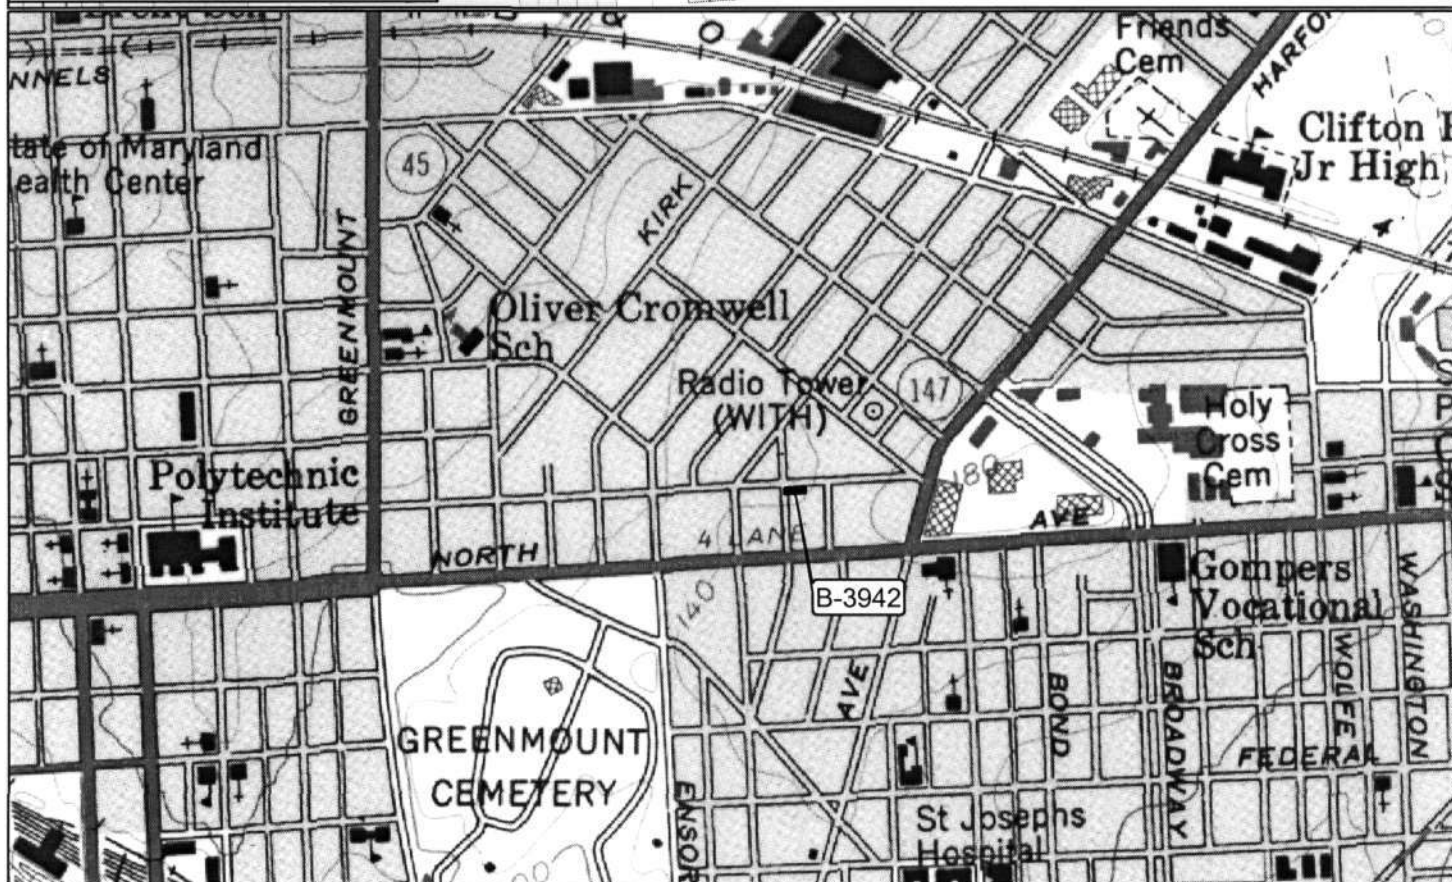 B & O
Friends
Cem
HARFO
NNELS
Clifton
Jr High
tate of Maryland
ealth Center
45
KIRK
GREENMOUNT
Oliver Cromwell
Sch
Radio Tower
(WITH)
147
Holy
Cross
Cem
180
Polytechnic
Institute
NORTH
4 LANE
AVE
B-3942
140
Gompers
Vocational
Sch
WASHINGTON
WOLFE
BROADWAY
BOND
AVE
FEDERAL
GREENMOUNT
CEMETERY
ENSOR
St Josephs
Hospital